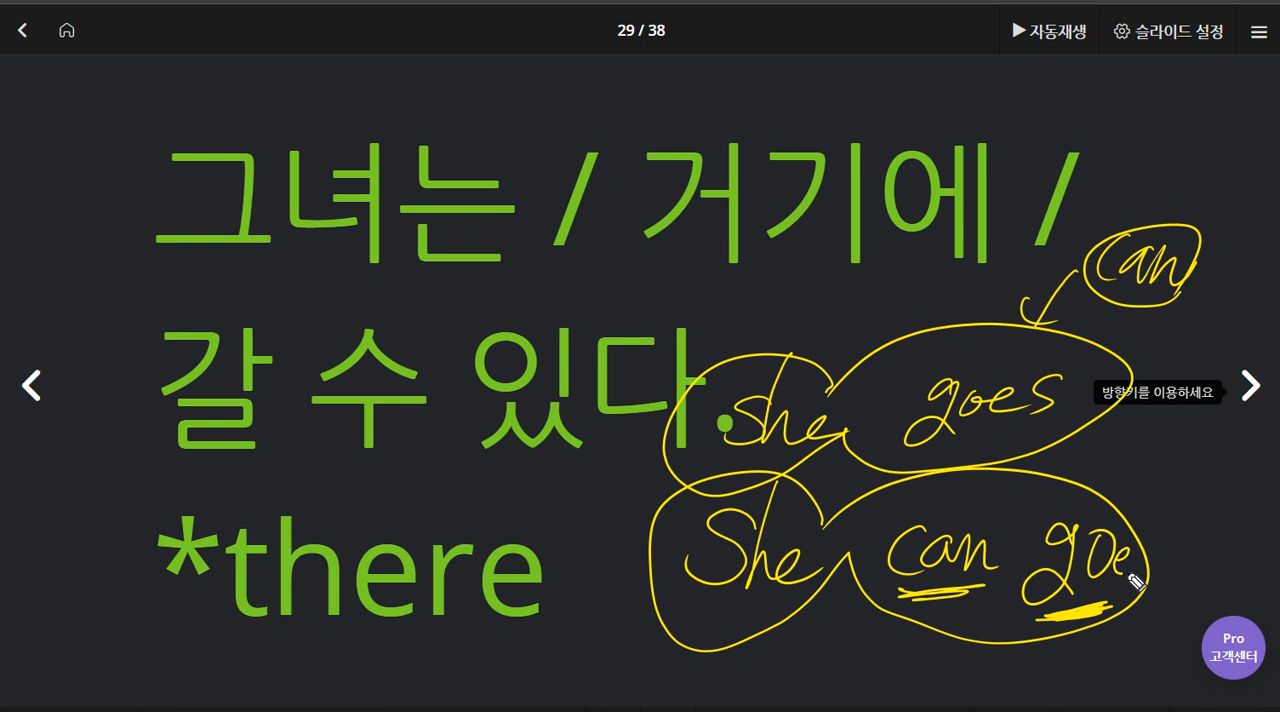 29 / 38
▶자동재생
슬라이드 설정
그녀는 / 거기에 /
can
갈 수 있다.
she goes
방향키를 이용하세요
She can goe
*there
Pro
고객센터